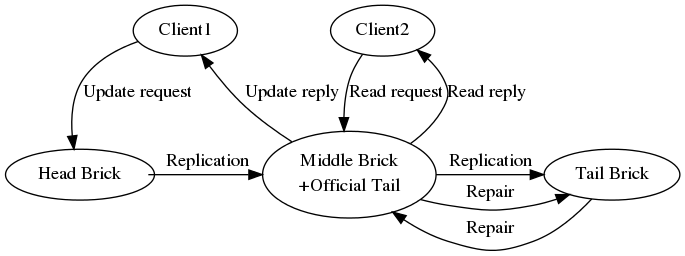 Client1
Client2
Update request
Update reply
Read request
Read reply
Head Brick
Replication
Middle Brick
+Official Tail
Replication
Repair
Repair
Tail Brick